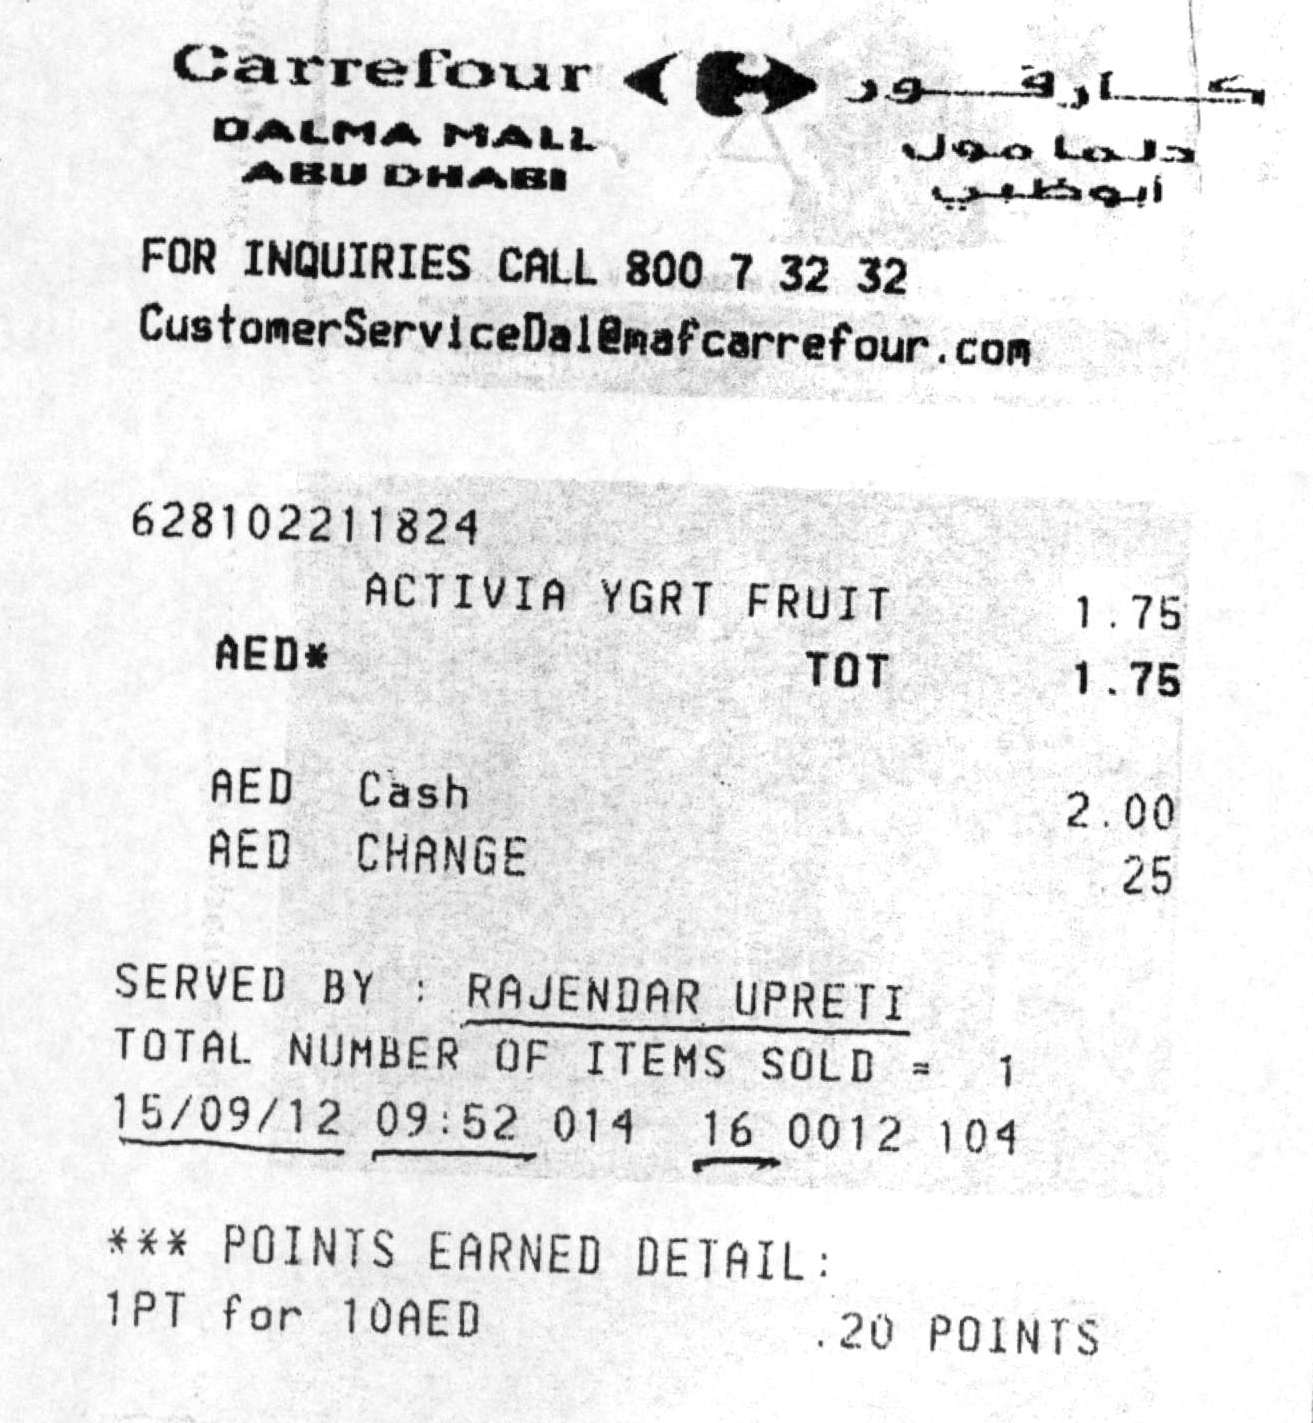 Carrefour كارفور
DALMA MALL دلما مول
ABU DHABI أبوظبي
FOR INQUIRIES CALL 800 7 32 32
CustomerServiceDal@mafcarrefour.com
628102211824
ACTIVIA YGRT FRUIT 1.75
AED* TOT 1.75
AED Cash 2.00
AED CHANGE .25
SERVED BY : RAJENDAR UPRETI
TOTAL NUMBER OF ITEMS SOLD = 1
15/09/12 09:52 014 16 0012 104
*** POINTS EARNED DETAIL:
1PT for 10AED .20 POINTS